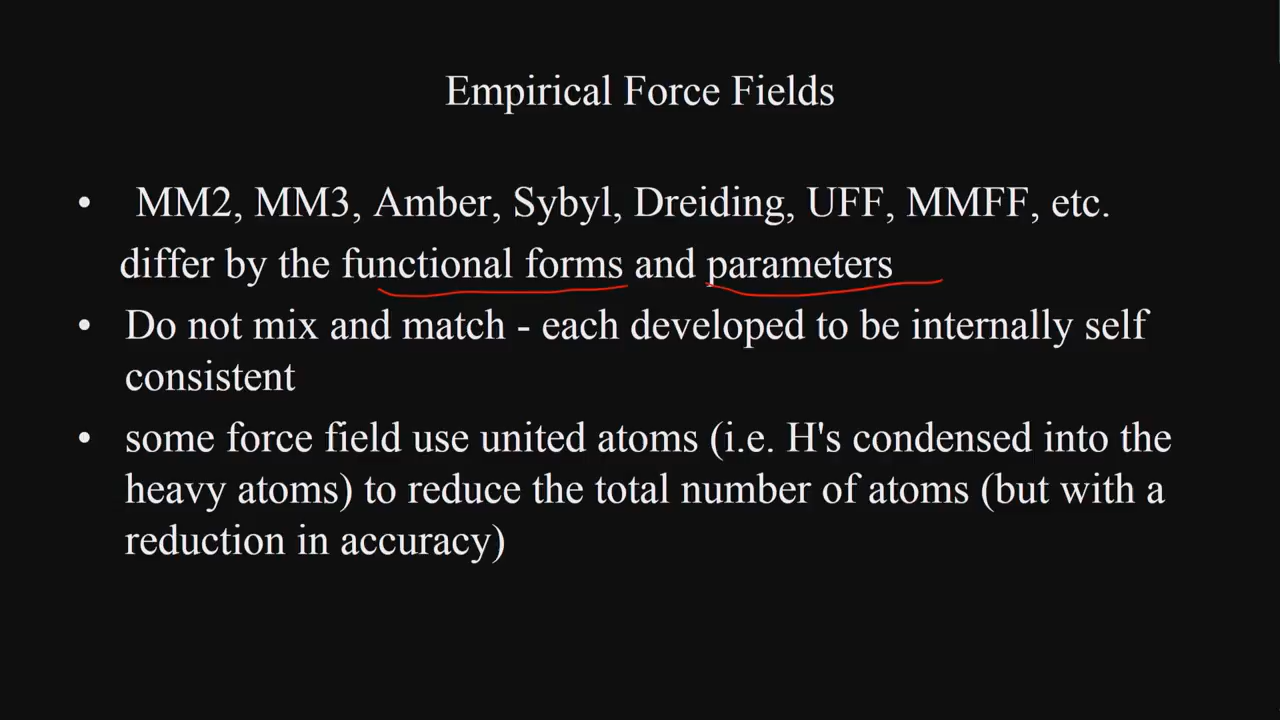 Empirical Force Fields
• MM2, MM3, Amber, Sybyl, Dreiding, UFF, MMFF, etc.
differ by the functional forms and parameters
• Do not mix and match - each developed to be internally self
consistent
• some force field use united atoms (i.e. H's condensed into the
heavy atoms) to reduce the total number of atoms (but with a
reduction in accuracy)